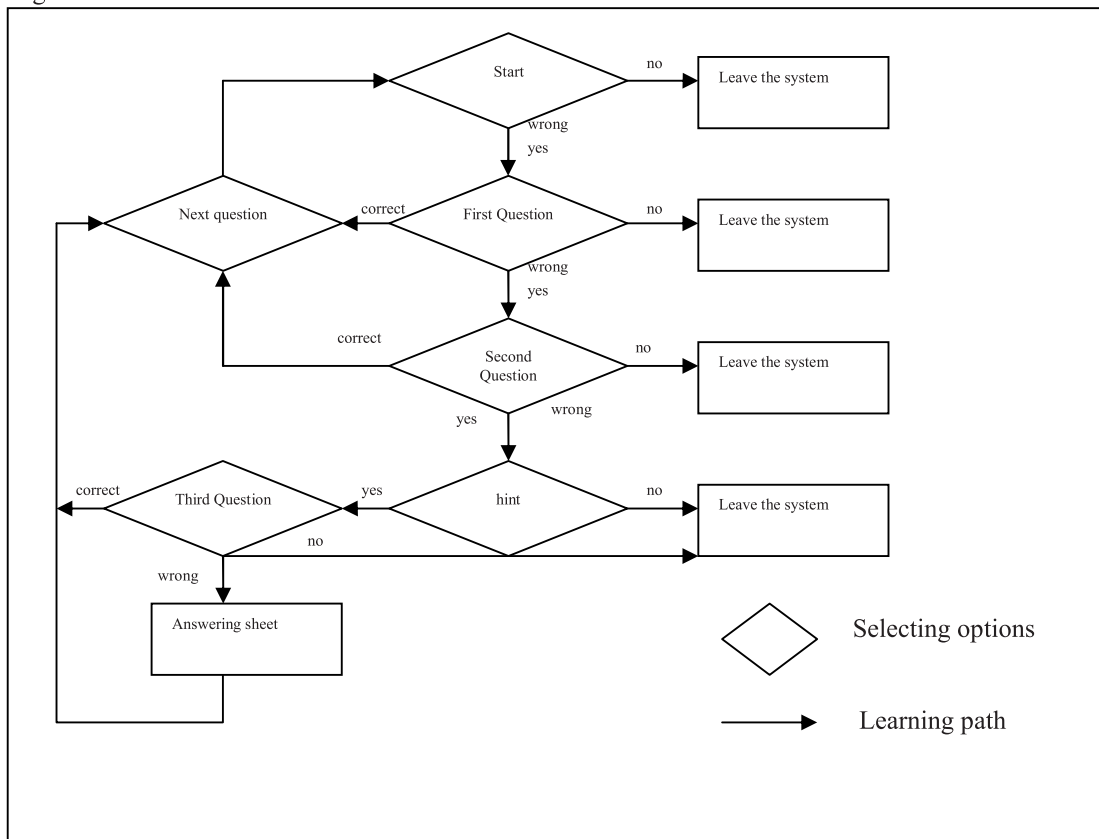 Start
no
Leave the system
wrong
yes
Next question
correct
First Question
no
Leave the system
wrong
yes
correct
Second
Question
no
Leave the system
yes
wrong
correct
Third Question
yes
hint
no
Leave the system
no
wrong
Answering sheet
Selecting options
Learning path